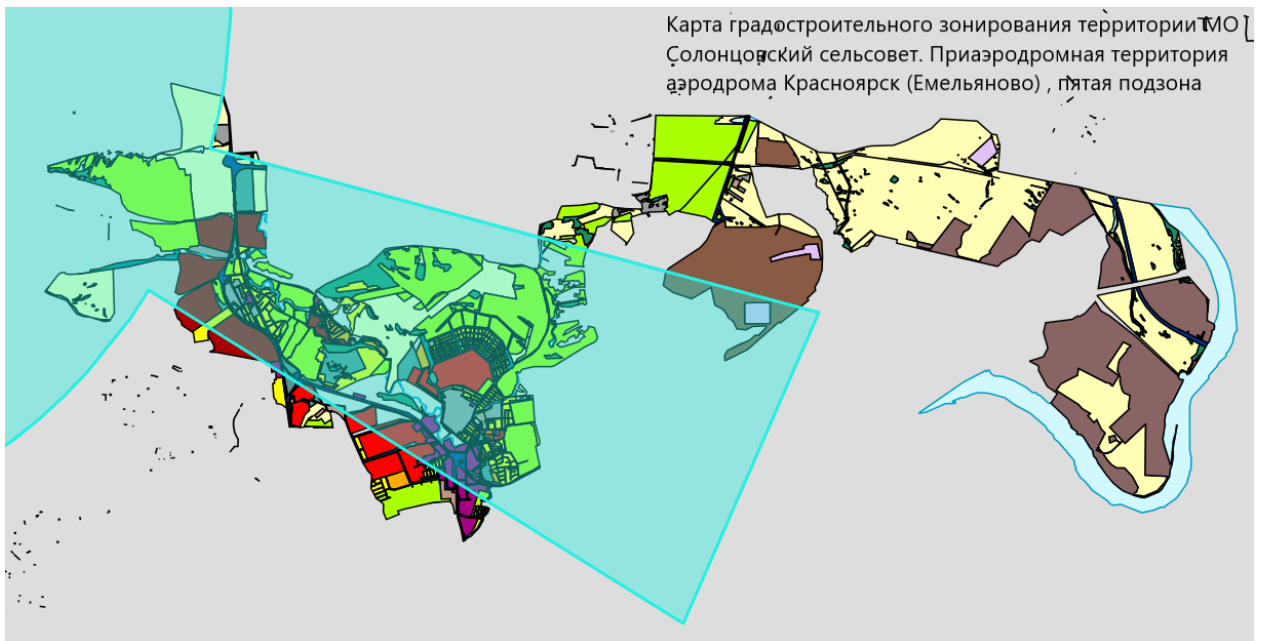 Карта градостроительного зонирования территории МО
Солонцовский сельсовет. Приаэродромная территория
аэродрома Красноярск (Емельяново) , пятая подзона